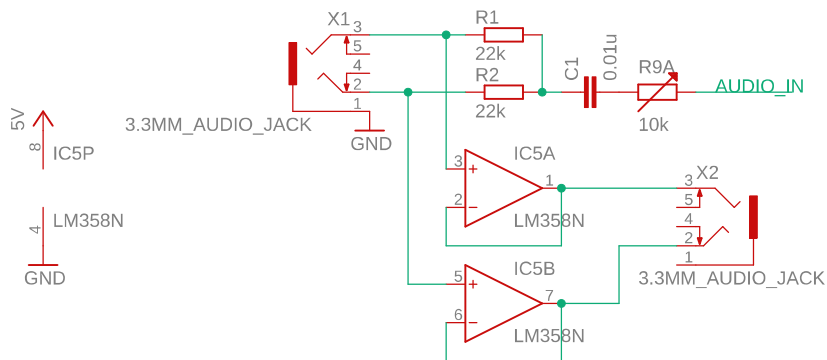 X1
3
5
4
2
1
3.3MM_AUDIO_JACK
GND
R1
22k
R2
22k
C1
0.01u
R9A
10k
AUDIO_IN
5V
8
IC5P
4
LM358N
GND
3
2
1
IC5A
LM358N
5
6
7
IC5B
LM358N
X2
3
5
4
2
1
3.3MM_AUDIO_JACK